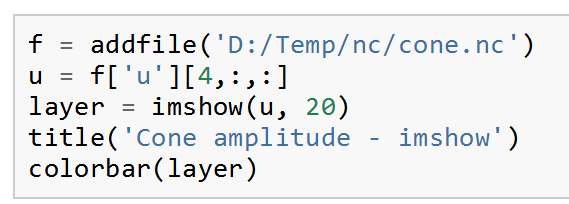 f = addfile('D:/Temp/nc/cone.nc')
u = f['u'][4,:,:]
layer = imshow(u, 20)
title('Cone amplitude - imshow')
colorbar(layer)